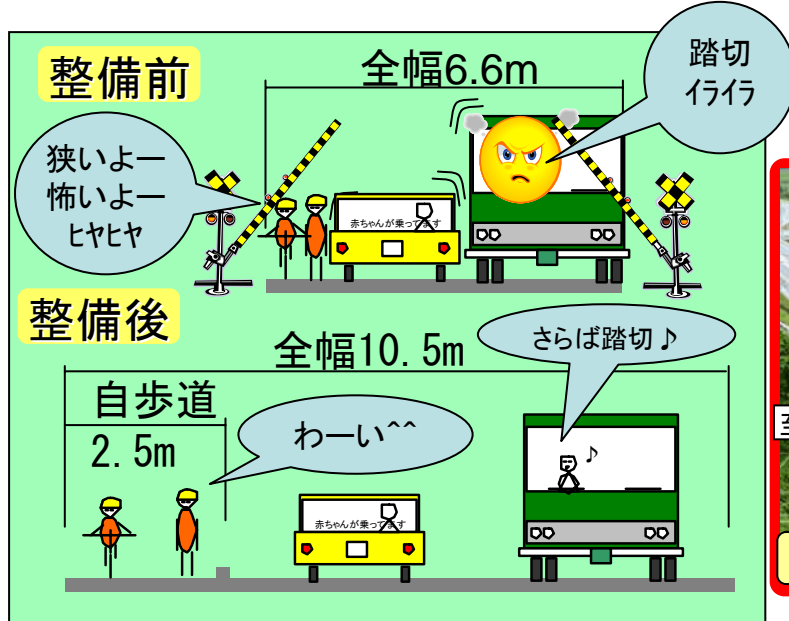 整備前
全幅6.6m
踏切
イライラ
狭いよー
怖いよー
ヒヤヒヤ
赤ちゃんが乗ってます
整備後
全幅10.5m
さらば踏切♪
自歩道
2.5m
わーい^^
♪
赤ちゃんが乗ってます